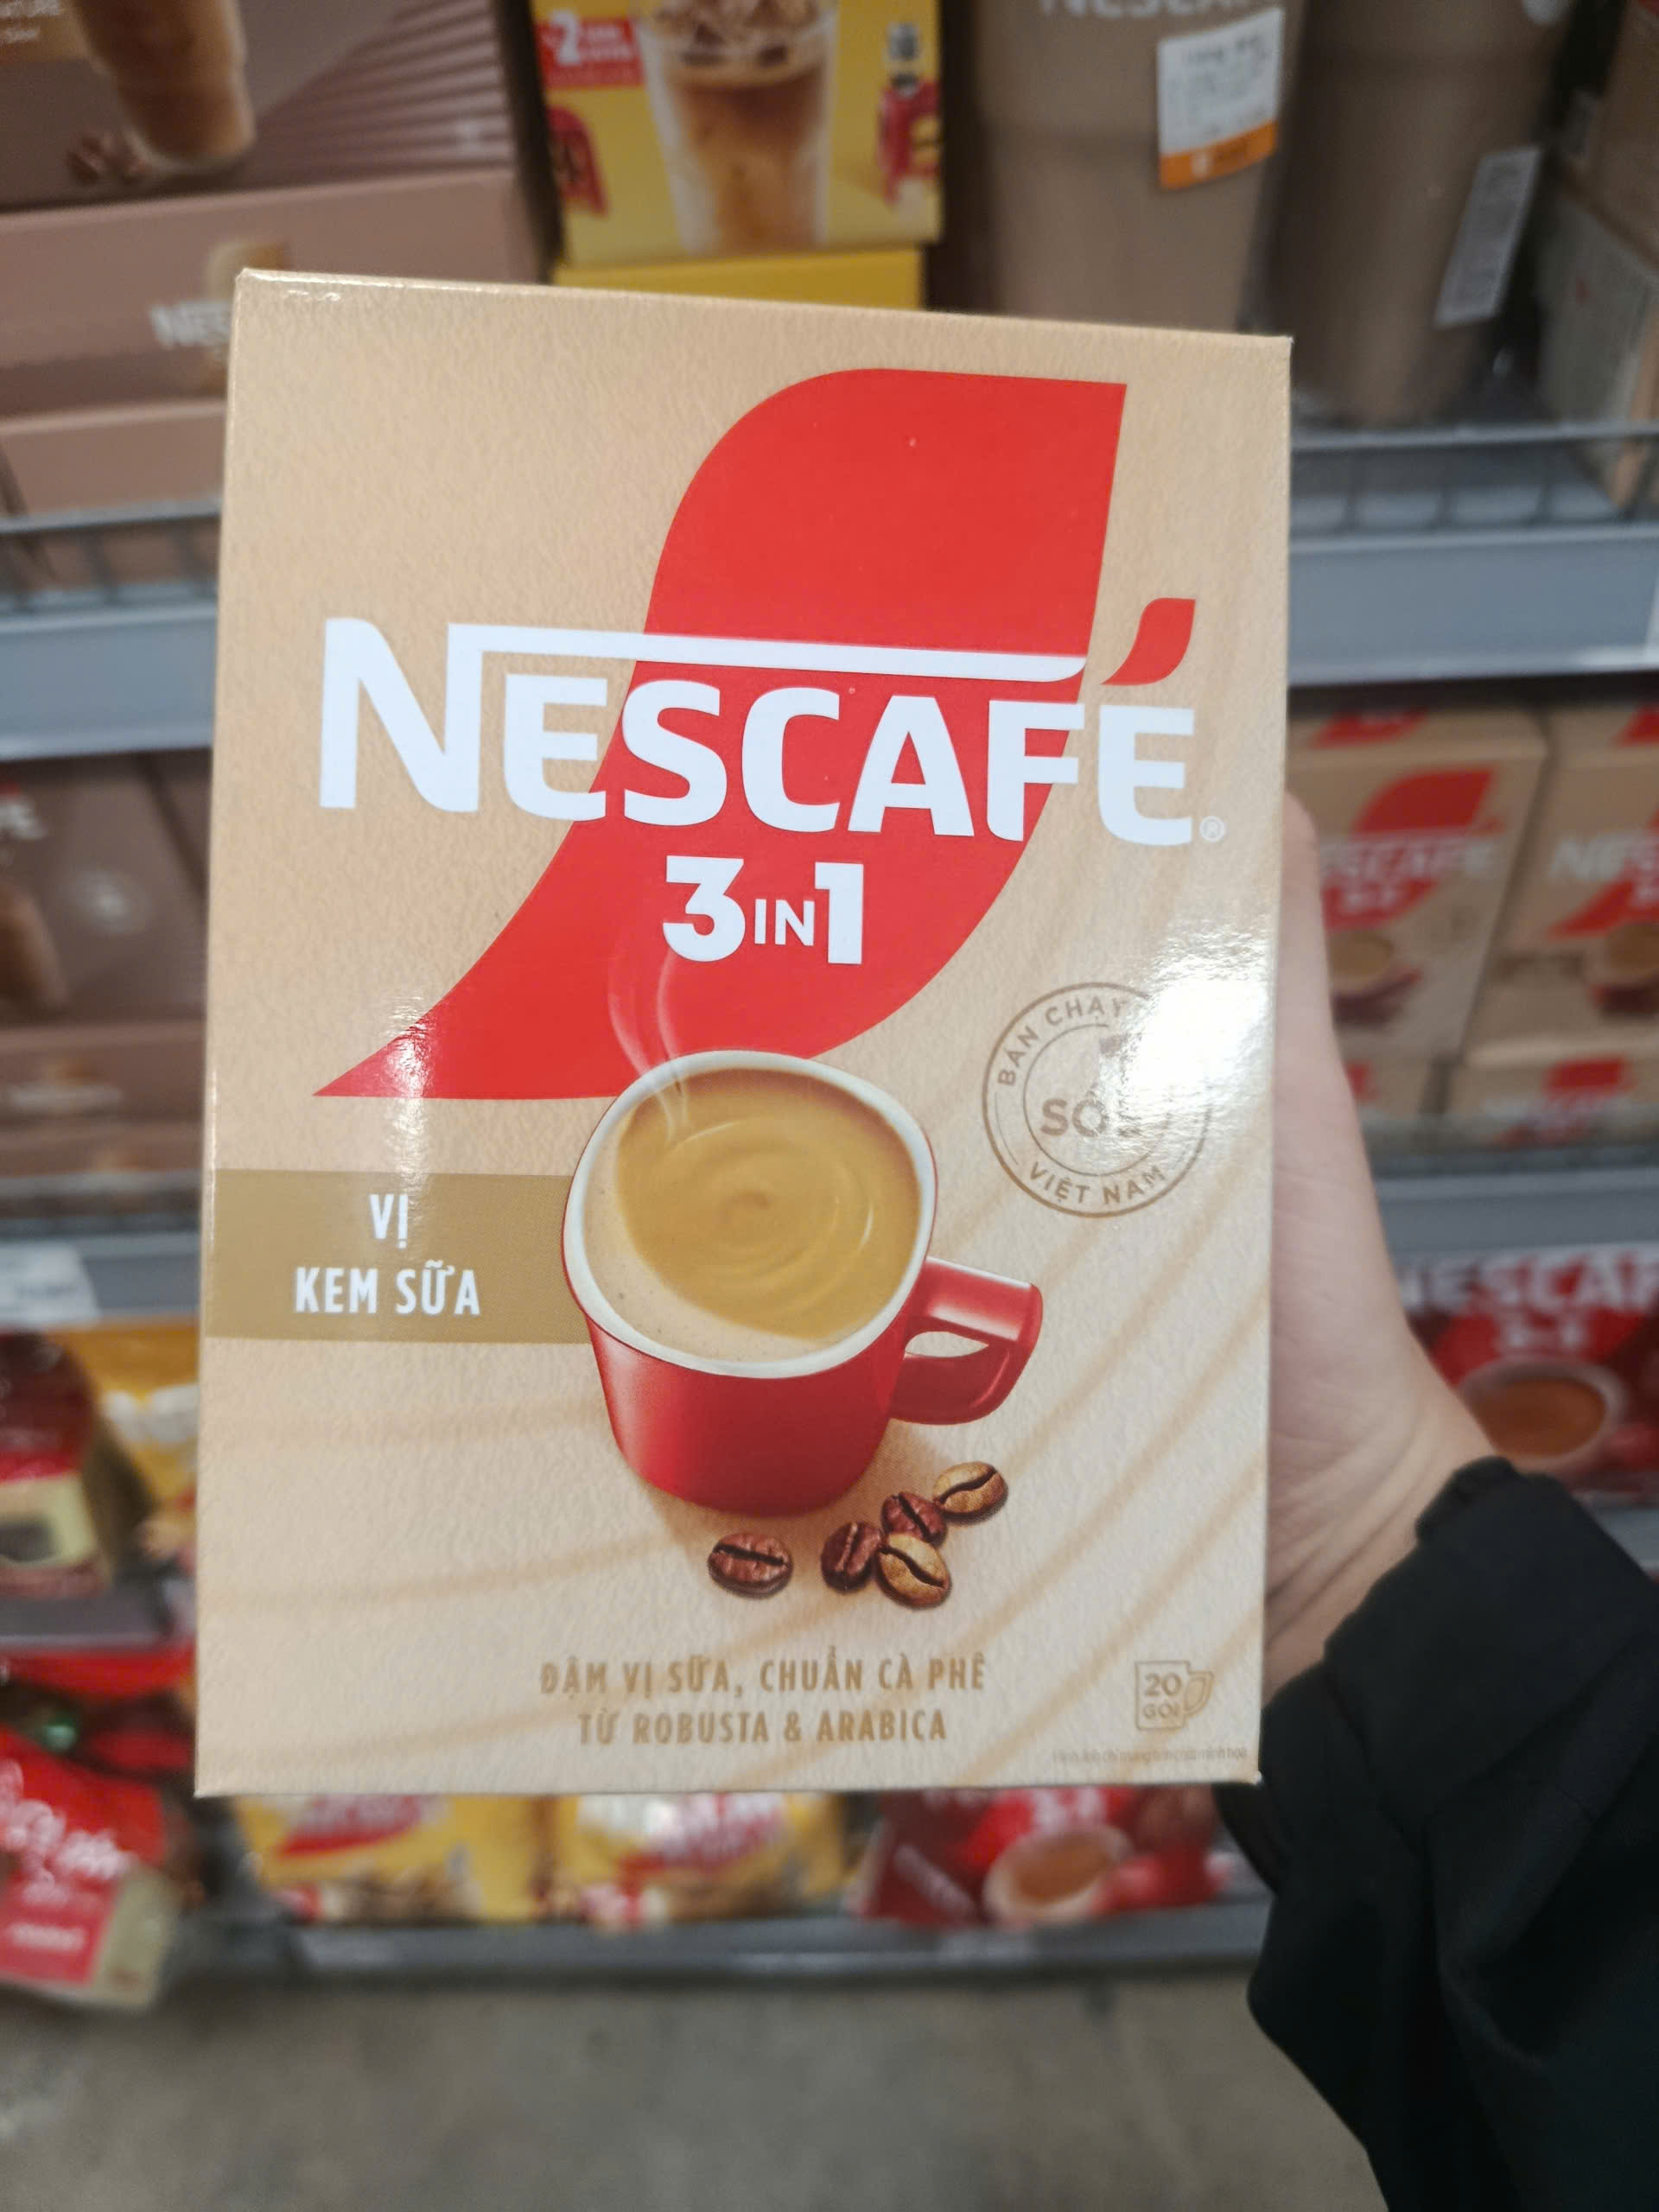 NESCAFÉ®
3IN1
BÁN CHẠY
SỐ 1
VIỆT NAM
VỊ
KEM SỮA
ĐẬM VỊ SỮA, CHUẨN CÀ PHÊ
TỪ ROBUSTA & ARABICA
20
GÓI